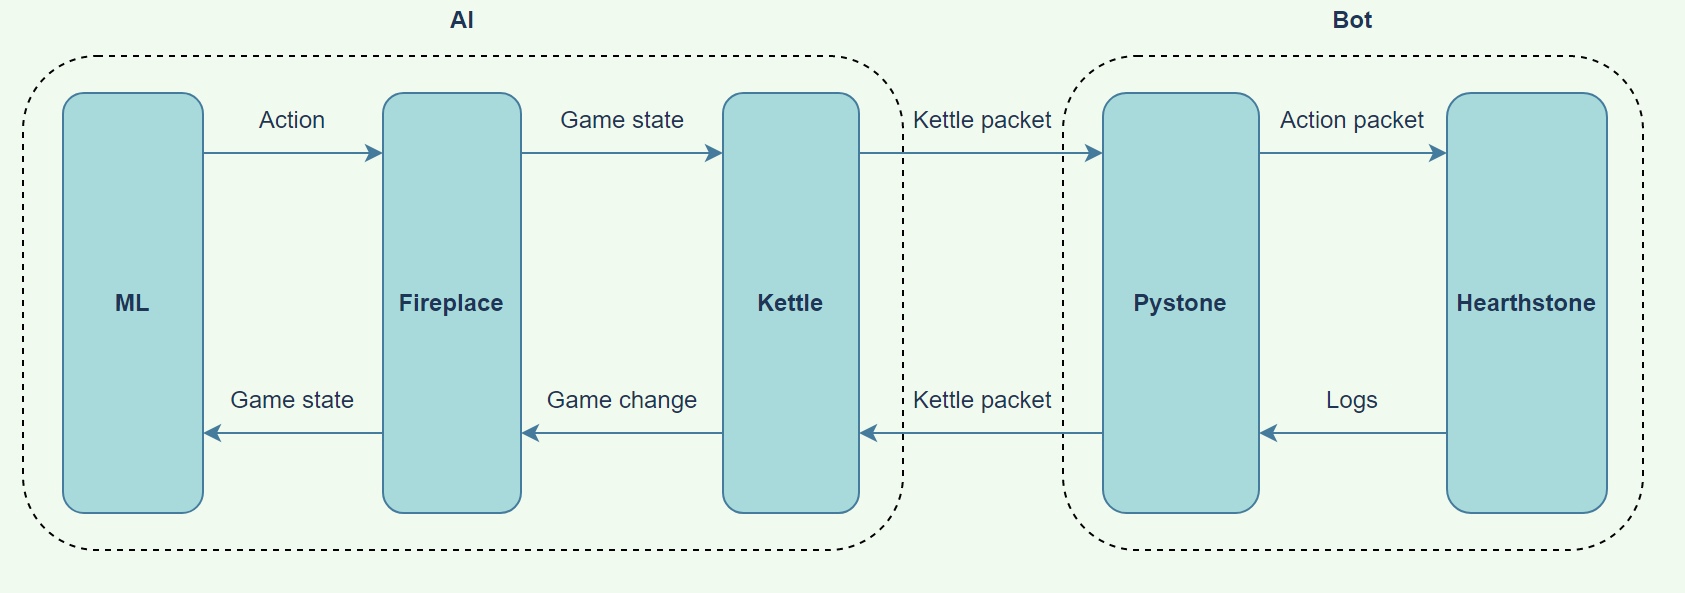 AI
Bot
Action
Game state
Kettle packet
Action packet
ML
Fireplace
Kettle
Pystone
Hearthstone
Game state
Game change
Kettle packet
Logs